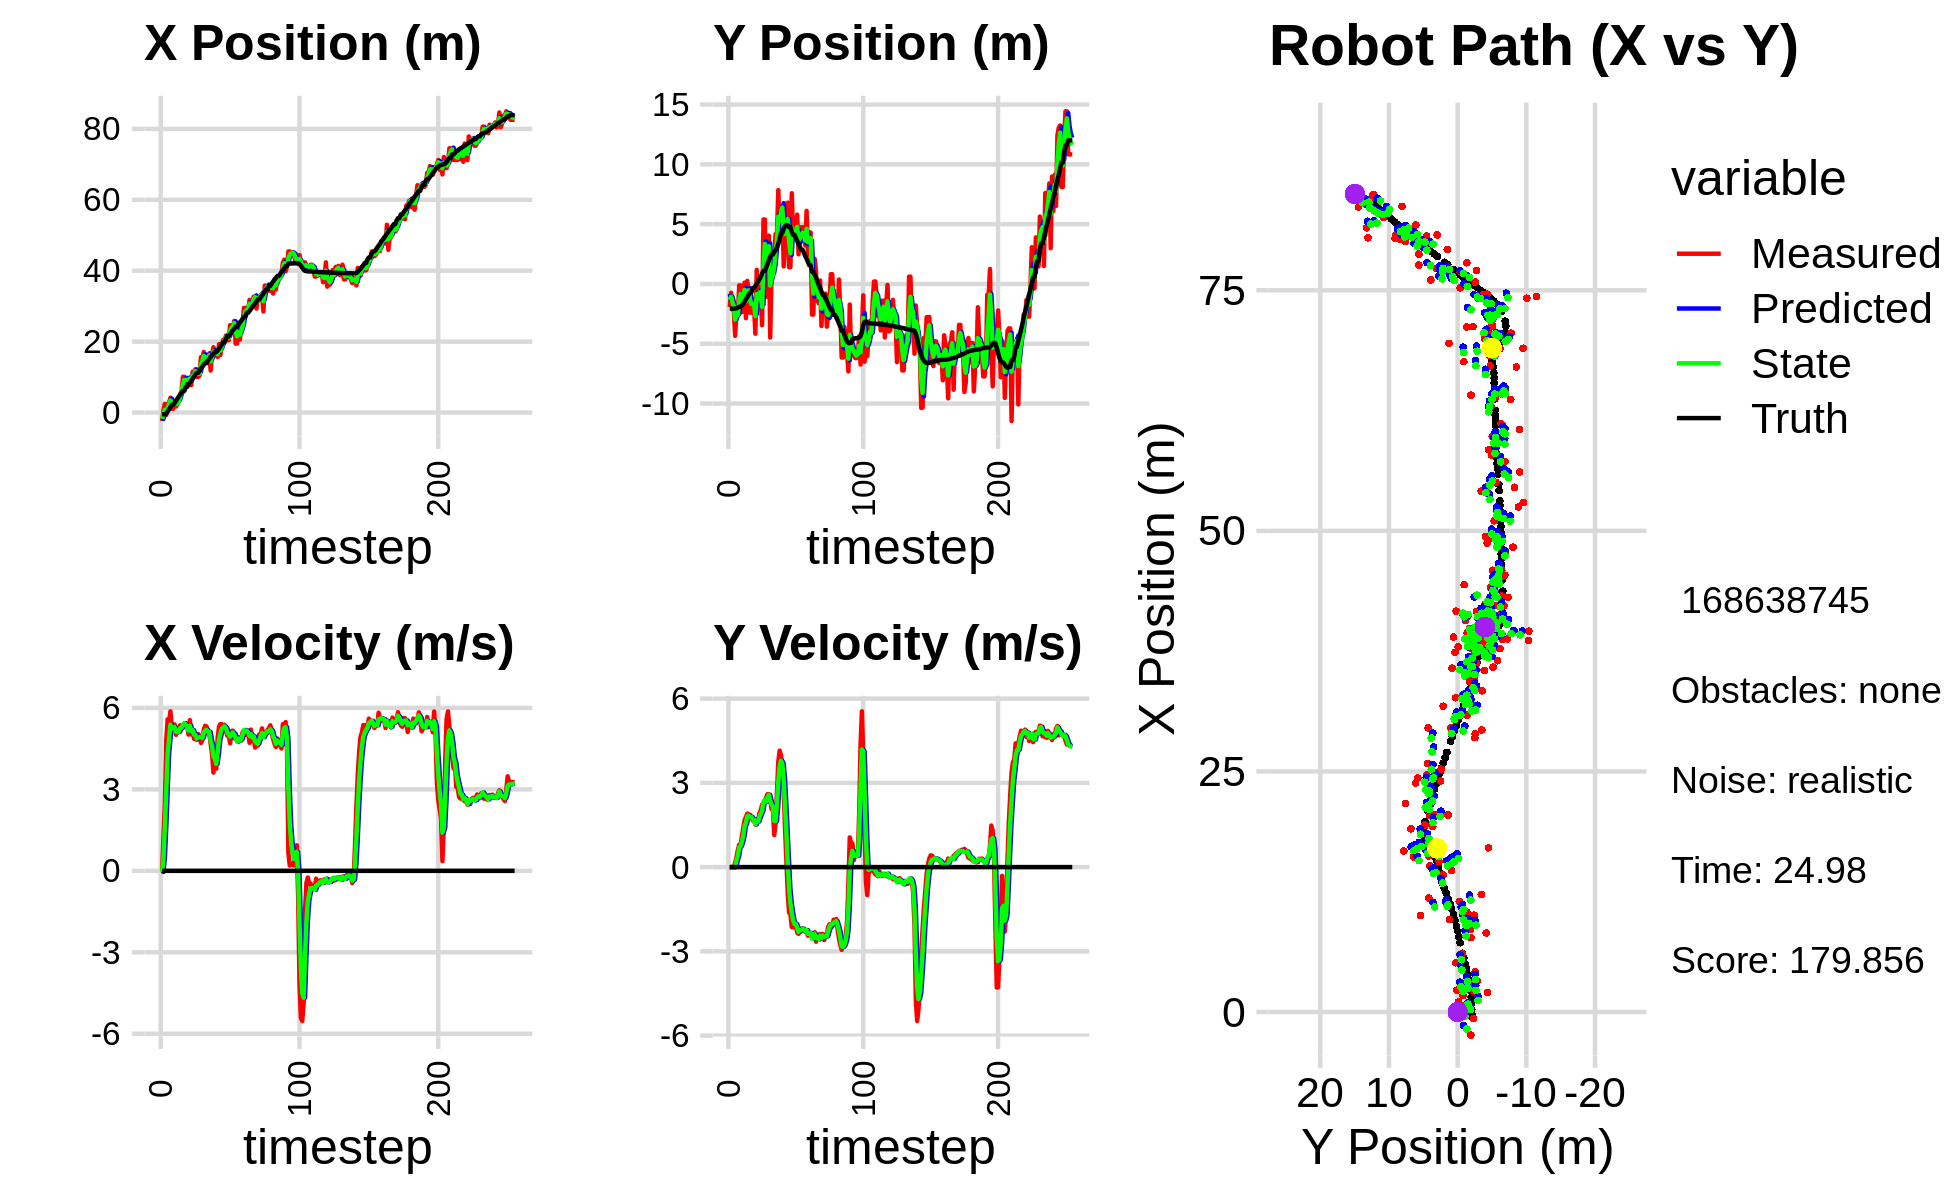 X Position (m)
80
60
40
20
0
0
100
200
timestep
Y Position (m)
15
10
5
0
-5
-10
0
100
200
timestep
X Velocity (m/s)
6
3
0
-3
-6
0
100
200
timestep
Y Velocity (m/s)
6
3
0
-3
-6
0
100
200
timestep
Robot Path (X vs Y)
X Position (m)
75
50
25
0
20 10 0 -10 -20
Y Position (m)
variable
Measured
Predicted
State
Truth
168638745
Obstacles: none
Noise: realistic
Time: 24.98
Score: 179.856